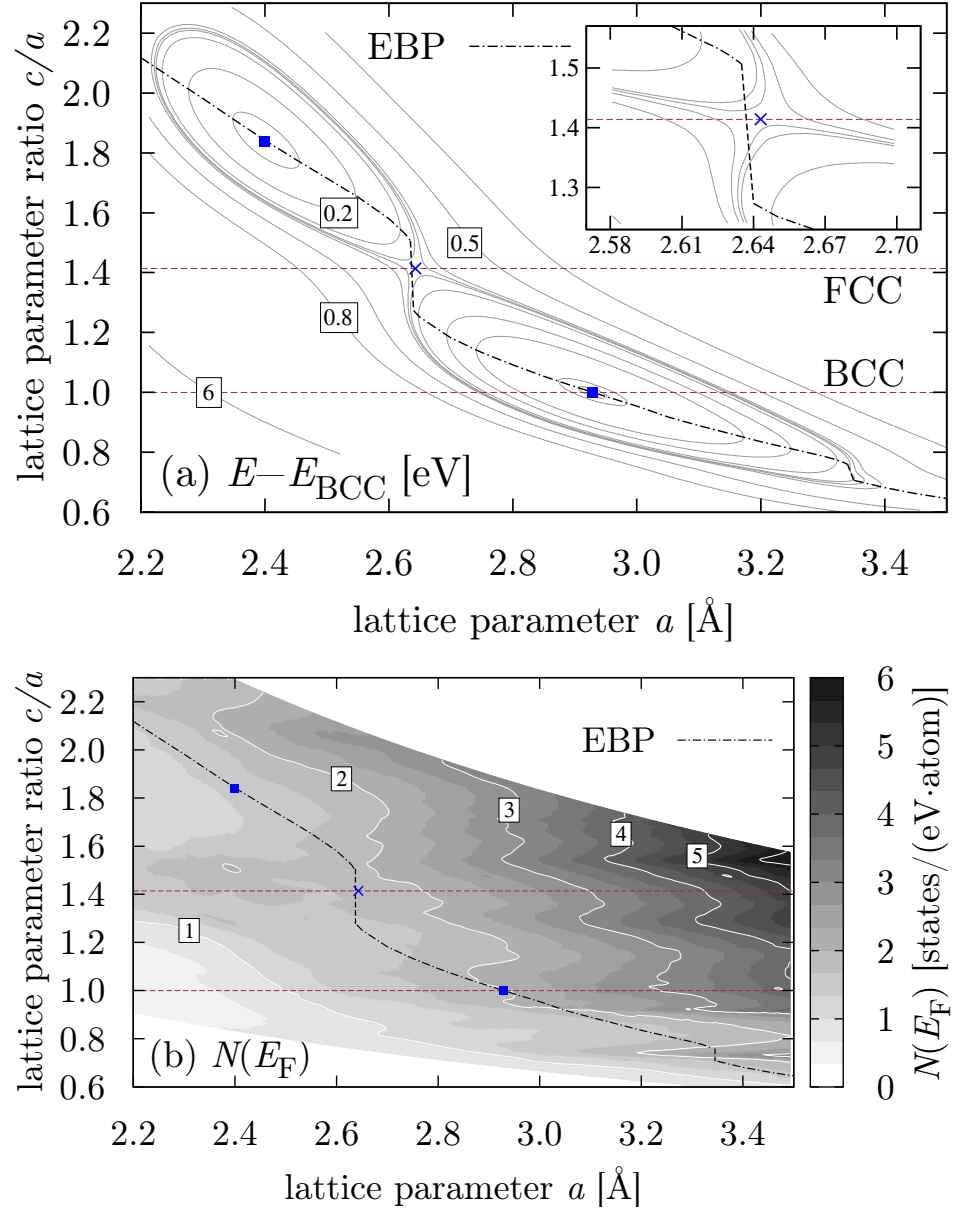 lattice parameter ratio c/a
2.2
2.0
1.8
1.6
1.4
1.2
1.0
0.8
0.6
EBP
1.5
1.4
1.3
2.58 2.61 2.64 2.67 2.70
0.2
0.5
0.8
6
FCC
BCC
(a) E−E_BCC [eV]
2.2 2.4 2.6 2.8 3.0 3.2 3.4
lattice parameter a [Å]
lattice parameter ratio c/a
2.2
2.0
1.8
1.6
1.4
1.2
1.0
0.8
0.6
EBP
1
2
3
4
5
(b) N(E_F)
2.2 2.4 2.6 2.8 3.0 3.2 3.4
lattice parameter a [Å]
6
5
4
3
2
1
0
N(E_F) [states/(eV·atom)]